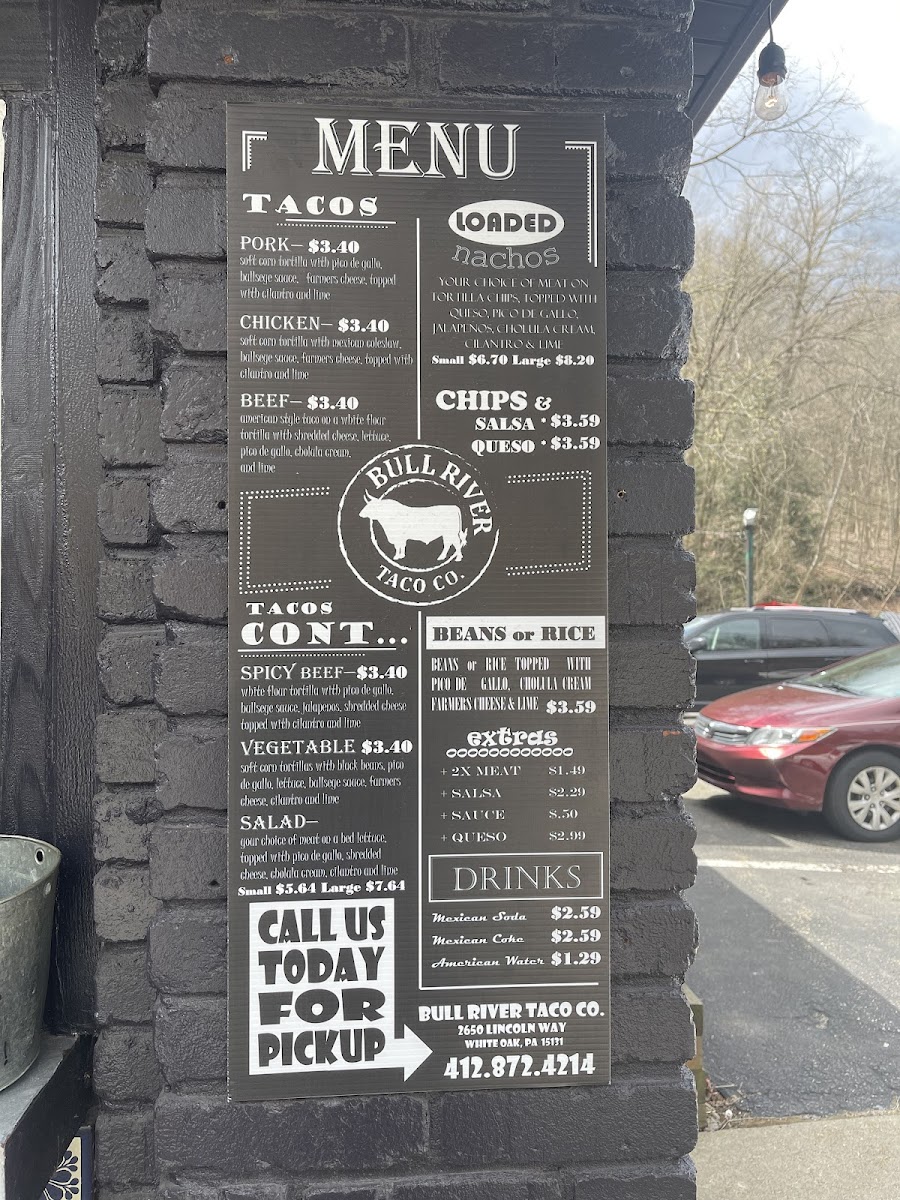 MENU
TACOS
PORK– $3.40
soft corn tortilla with pico de gallo,
ballsege sauce, farmers cheese, topped
with cilantro and lime
CHICKEN– $3.40
soft corn tortilla with mexican coleslaw,
ballsege sauce, farmers cheese, topped with
cilantro and lime
BEEF– $3.40
american style taco on a white flour
tortilla with shredded cheese, lettuce,
pico de gallo, cholula cream,
and lime
LOADED
nachos
YOUR CHOICE OF MEAT ON
TORTILLA CHIPS, TOPPED WITH
QUESO, PICO DE GALLO,
JALAPENOS, CHOLULA CREAM,
CILANTRO & LIME
Small $6.70 Large $8.20
CHIPS &
SALSA • $3.59
QUESO • $3.59
BULL RIVER
TACO CO.
TACOS
CONT...
SPICY BEEF–$3.40
white flour tortilla with pico de gallo,
ballsege sauce, jalapenos, shredded cheese
topped with cilantro and lime
VEGETABLE $3.40
soft corn tortillas with black beans, pico
de gallo, lettuce, ballsege sauce, farmers
cheese, cilantro and lime
SALAD–
your choice of meat on a bed lettuce,
topped with pico de gallo, shredded
cheese, cholula cream, cilantro and lime
Small $5.64 Large $7.64
BEANS or RICE
BEANS or RICE TOPPED WITH
PICO DE GALLO, CHOLULA CREAM
FARMERS CHEESE & LIME $3.59
extras
+ 2X MEAT $1.49
+ SALSA $2.29
+ SAUCE $.50
+ QUESO $2.99
DRINKS
Mexican Soda $2.59
Mexican Coke $2.59
American Water $1.29
CALL US
TODAY
FOR
PICKUP
BULL RIVER TACO CO.
2650 LINCOLN WAY
WHITE OAK, PA 15131
412.872.4214